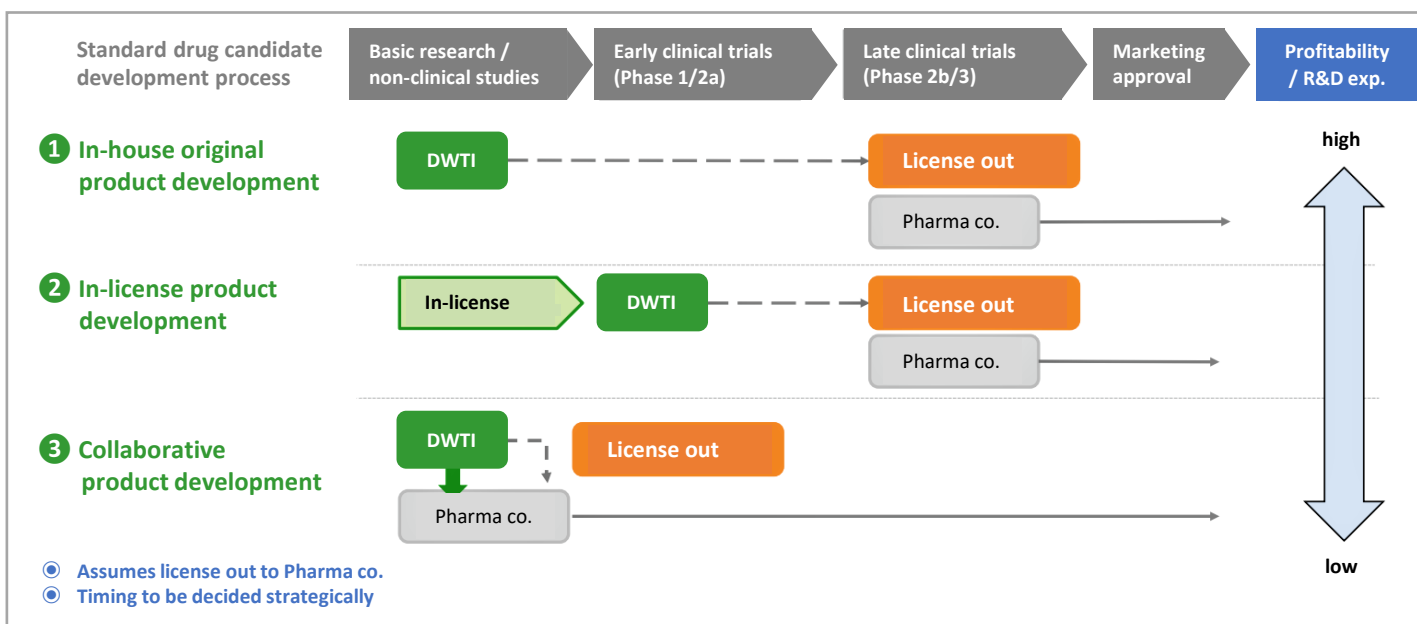 Standard drug candidate
development process
Basic research /
non-clinical studies
Early clinical trials
(Phase 1/2a)
Late clinical trials
(Phase 2b/3)
Marketing
approval
Profitability
/ R&D exp.
❶ In-house original
product development
DWTI
License out
Pharma co.
high
❷ In-license product
development
In-license
DWTI
License out
Pharma co.
❸ Collaborative
product development
DWTI
License out
Pharma co.
low
◉ Assumes license out to Pharma co.
◉ Timing to be decided strategically